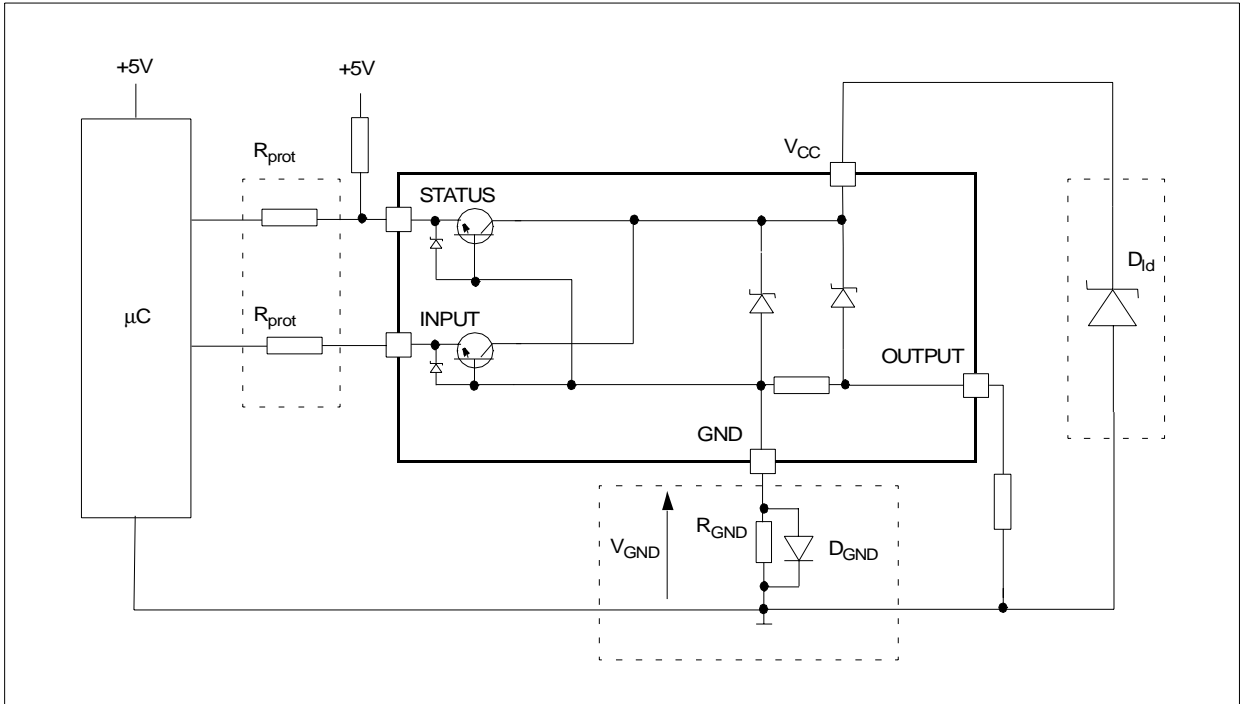 +5V
+5V
R_prot
V_CC
STATUS
D_ld
μC
R_prot
INPUT
OUTPUT
GND
R_GND
V_GND
D_GND